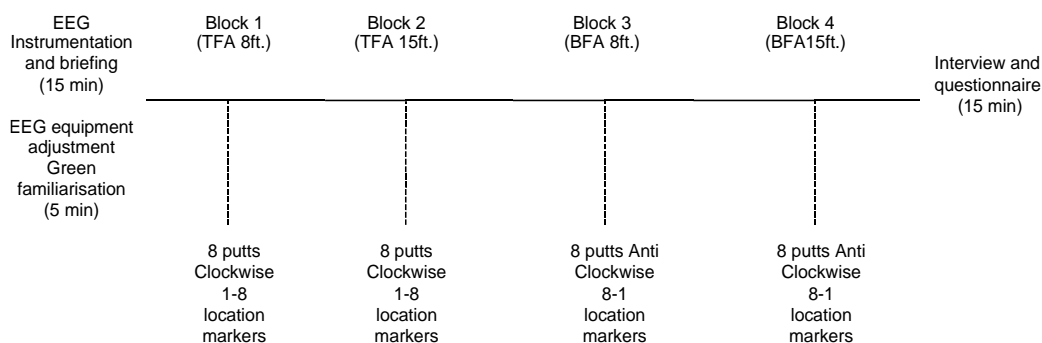 EEG
Instrumentation
and briefing
(15 min)
EEG equipment
adjustment
Green
familiarisation
(5 min)
Block 1
(TFA 8ft.)
Block 2
(TFA 15ft.)
Block 3
(BFA 8ft.)
Block 4
(BFA15ft.)
Interview and
questionnaire
(15 min)
8 putts
Clockwise
1-8
location
markers
8 putts
Clockwise
1-8
location
markers
8 putts Anti
Clockwise
8-1
location
markers
8 putts Anti
Clockwise
8-1
location
markers